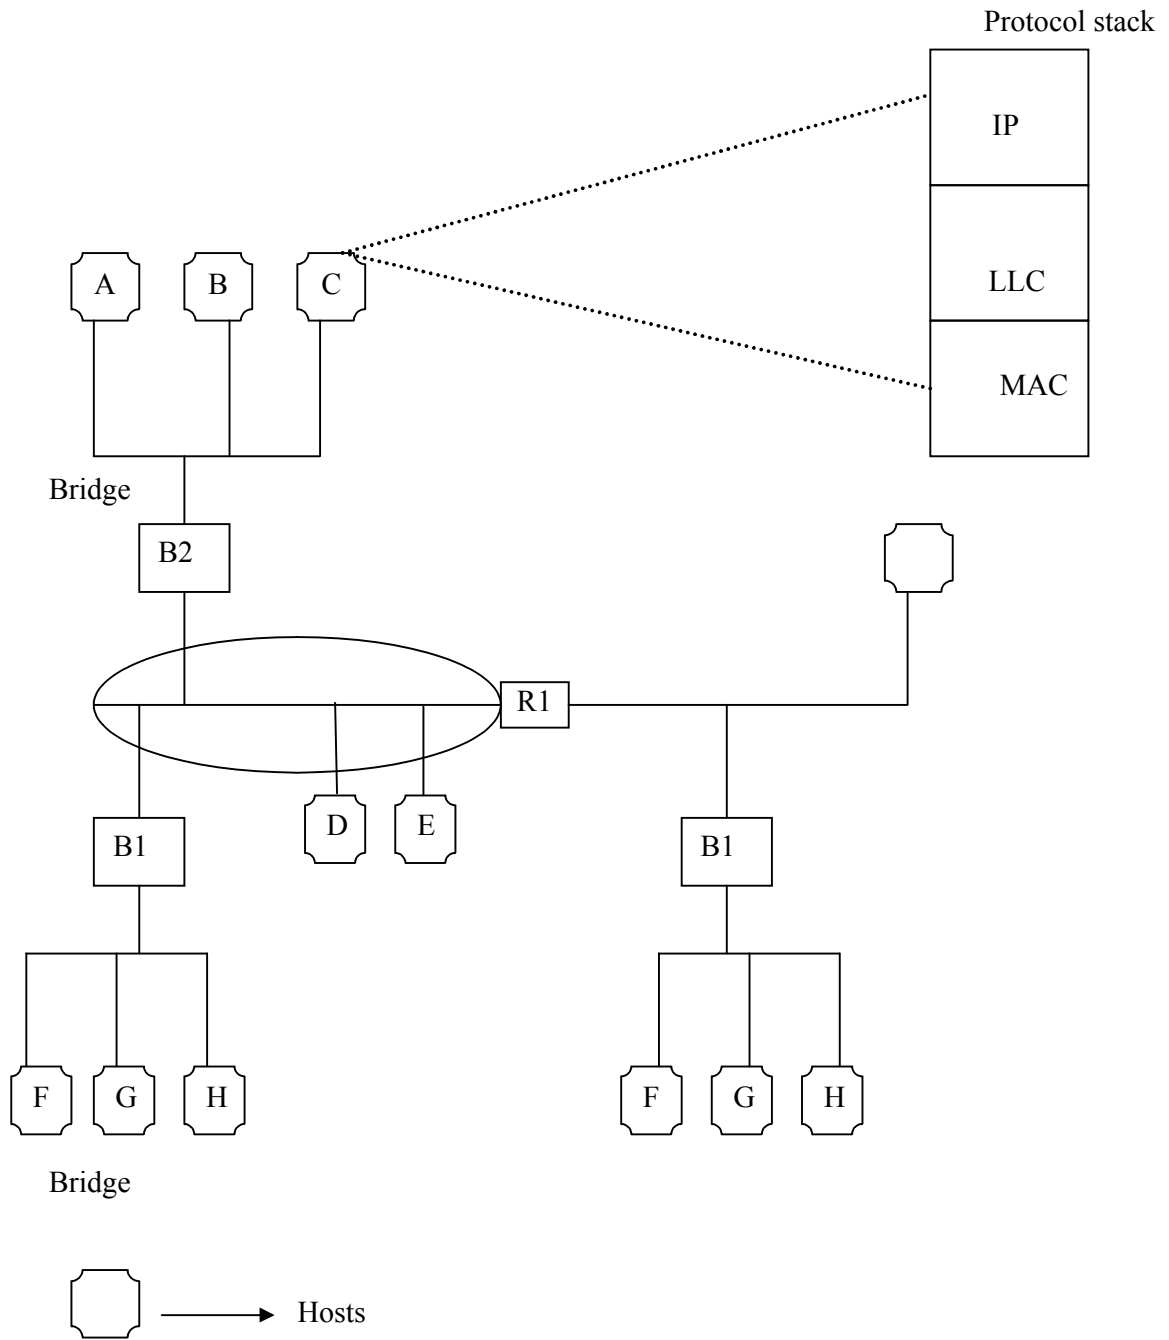 Protocol stack
IP
A B C
LLC
MAC
Bridge
B2
R1
D E
B1 B1
F G H F G H
Bridge
Hosts